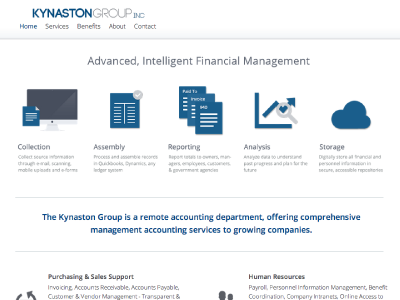 KYNASTONGROUP, INC
Home Services Benefits About Contact
Advanced, Intelligent Financial Management
Paid To
Invoice
940
Collection
Collect source information
through e-mail, scanning,
mobile uploads and e-forms
Assembly
Process and assemble records
in Quickbooks, Dynamics, any
ledger system
Reporting
Report totals to owners, man-
agers, employees, customers,
& government agencies
Analysis
Analyze data to understand
past progress and plan for the
future
Storage
Digitally store all financial and
personnel information in
secure, accessible repositories
The Kynaston Group is a remote accounting department, offering comprehensive
management accounting services to growing companies.
Purchasing & Sales Support
Invoicing, Accounts Receivable, Accounts Payable,
Customer & Vendor Management - Transparent &
Human Resources
Payroll, Personnel Information Management, Benefit
Coordination, Company Intranets, Online Access to